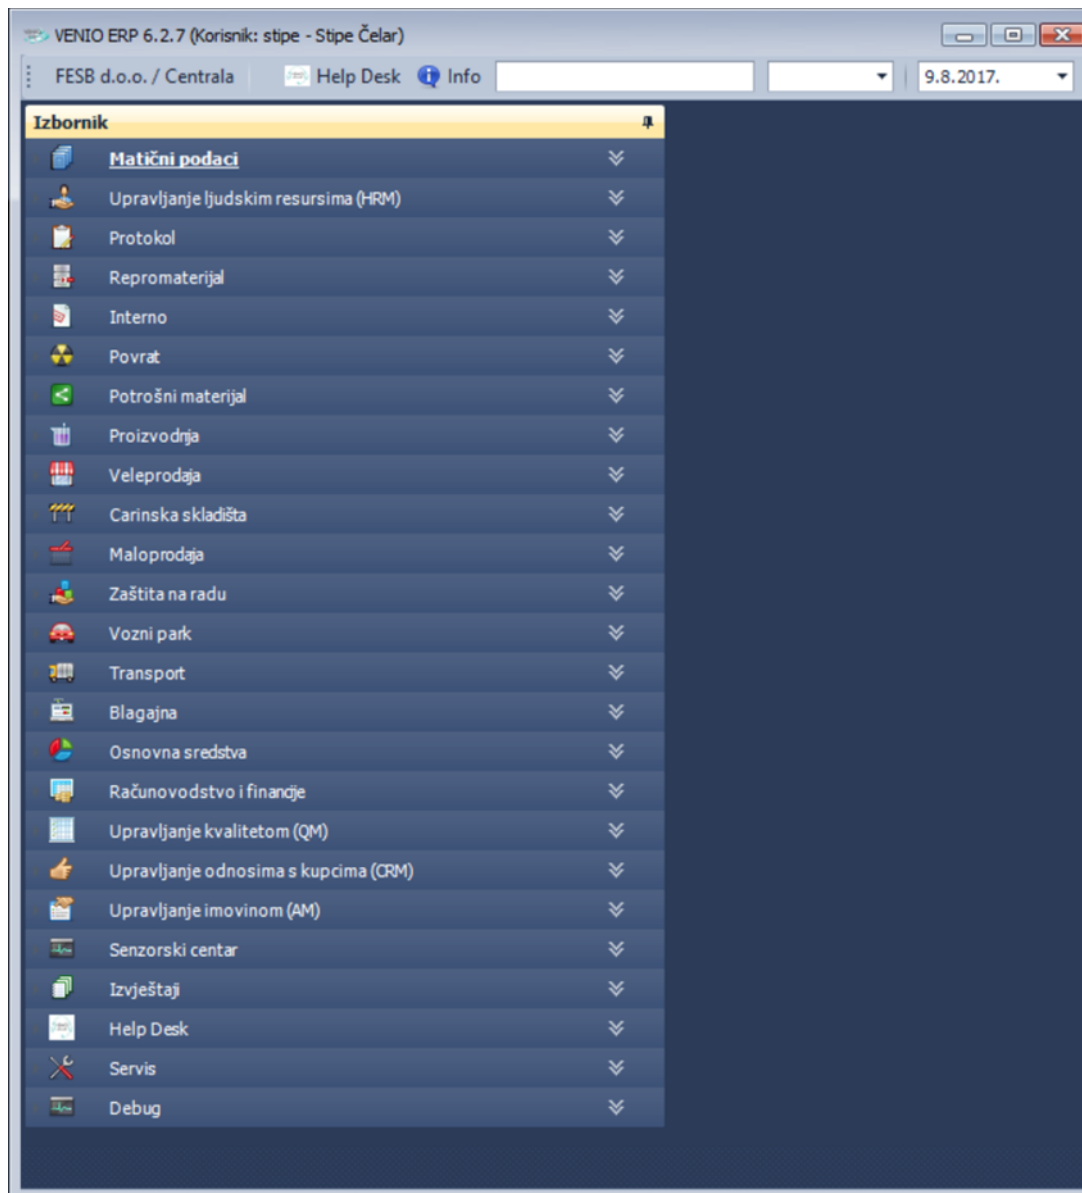 VENIO ERP 6.2.7 (Korisnik: stipe - Stipe Čelar)
FESB d.o.o. / Centrala Help Desk Info 9.8.2017.
Izbornik
Matični podaci
Upravljanje ljudskim resursima (HRM)
Protokol
Repromaterijal
Interno
Povrat
Potrošni materijal
Proizvodnja
Veleprodaja
Carinska skladišta
Maloprodaja
Zaštita na radu
Vozni park
Transport
Blagajna
Osnovna sredstva
Računovodstvo i financije
Upravljanje kvalitetom (QM)
Upravljanje odnosima s kupcima (CRM)
Upravljanje imovinom (AM)
Senzorski centar
Izvještaji
Help Desk
Servis
Debug